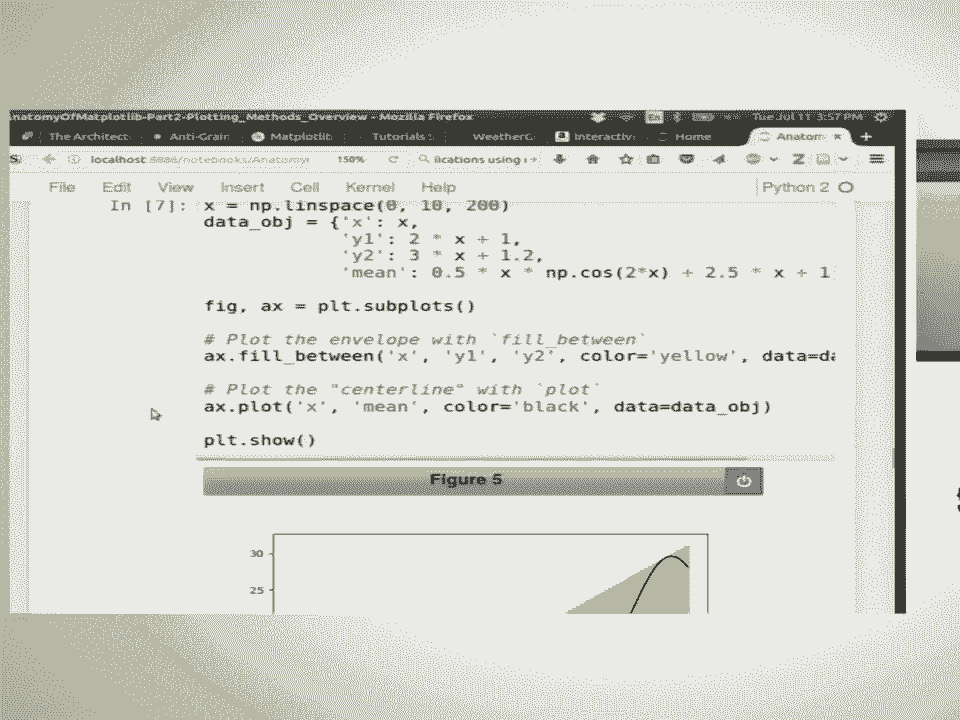 AnatomyOfMatplotlib-Part2-Plotting_Methods_Overview - Mozilla Firefox En Tue Jul 11 3:57 PM
The Architect Anti-Grain Matplotlib Tutorials WeatherG Interactiv Home Anatom
localhost:8888/notebooks/Anatomy 150% lications using
File Edit View Insert Cell Kernel Help Python 2
In [7]: x = np.linspace(0, 10, 200)
data_obj = {'x': x,
'y1': 2 * x + 1,
'y2': 3 * x + 1.2,
'mean': 0.5 * x * np.cos(2*x) + 2.5 * x + 1
fig, ax = plt.subplots()
# Plot the envelope with `fill_between`
ax.fill_between('x', 'y1', 'y2', color='yellow', data=da
# Plot the "centerline" with `plot`
ax.plot('x', 'mean', color='black', data=data_obj)
plt.show()
Figure 5
30
25